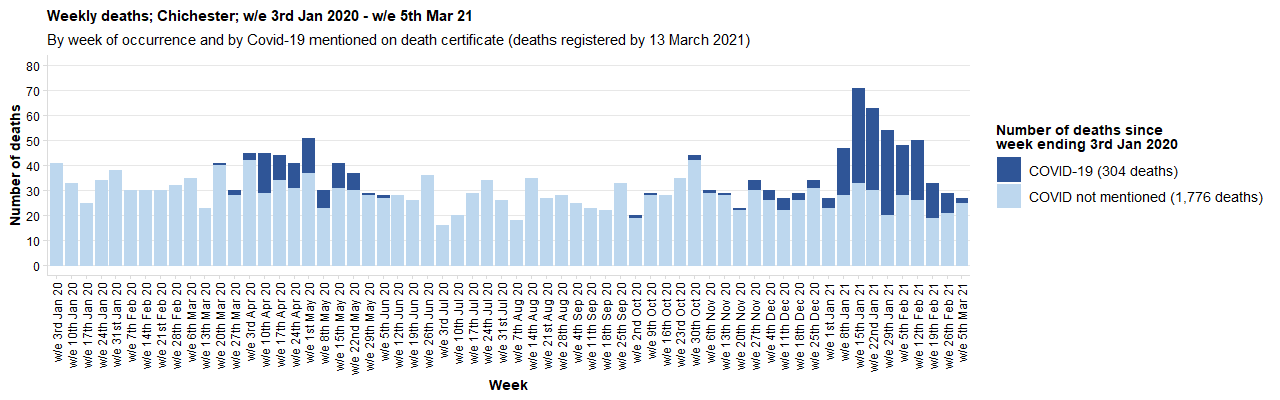 Weekly deaths; Chichester; w/e 3rd Jan 2020 - w/e 5th Mar 21
By week of occurrence and by Covid-19 mentioned on death certificate (deaths registered by 13 March 2021)
Number of deaths
80
70
60
50
40
30
20
10
0
w/e 3rd Jan 20
w/e 10th Jan 20
w/e 17th Jan 20
w/e 24th Jan 20
w/e 31st Jan 20
w/e 7th Feb 20
w/e 14th Feb 20
w/e 21st Feb 20
w/e 28th Feb 20
w/e 6th Mar 20
w/e 13th Mar 20
w/e 20th Mar 20
w/e 27th Mar 20
w/e 3rd Apr 20
w/e 10th Apr 20
w/e 17th Apr 20
w/e 24th Apr 20
w/e 1st May 20
w/e 8th May 20
w/e 15th May 20
w/e 22nd May 20
w/e 29th May 20
w/e 5th Jun 20
w/e 12th Jun 20
w/e 19th Jun 20
w/e 26th Jun 20
w/e 3rd Jul 20
w/e 10th Jul 20
w/e 17th Jul 20
w/e 24th Jul 20
w/e 31st Jul 20
w/e 7th Aug 20
w/e 14th Aug 20
w/e 21st Aug 20
w/e 28th Aug 20
w/e 4th Sep 20
w/e 11th Sep 20
w/e 18th Sep 20
w/e 25th Sep 20
w/e 2nd Oct 20
w/e 9th Oct 20
w/e 16th Oct 20
w/e 23rd Oct 20
w/e 30th Oct 20
w/e 6th Nov 20
w/e 13th Nov 20
w/e 20th Nov 20
w/e 27th Nov 20
w/e 4th Dec 20
w/e 11th Dec 20
w/e 18th Dec 20
w/e 25th Dec 20
w/e 1st Jan 21
w/e 8th Jan 21
w/e 15th Jan 21
w/e 22nd Jan 21
w/e 29th Jan 21
w/e 5th Feb 21
w/e 12th Feb 21
w/e 19th Feb 21
w/e 26th Feb 21
w/e 5th Mar 21
Week
Number of deaths since
week ending 3rd Jan 2020
COVID-19 (304 deaths)
COVID not mentioned (1,776 deaths)